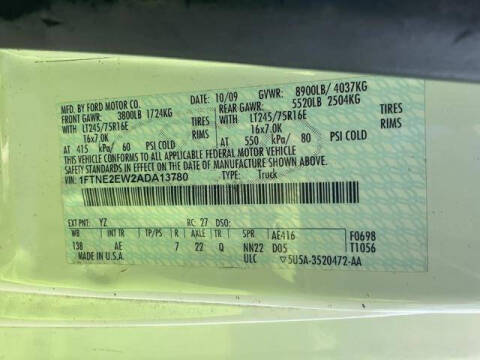 MFD. BY FORD MOTOR CO. DATE: 10/09 GVWR: 8900LB/ 4037KG
FRONT GAWR: 3800LB 1724KG REAR GAWR: 5520LB 2504KG
WITH LT245/75R16E TIRES WITH LT245/75R16E TIRES
16x7.0K RIMS 16x7.0K RIMS
AT 415 kPa/ 60 PSI COLD AT 550 kPa/ 80 PSI COLD
THIS VEHICLE CONFORMS TO ALL APPLICABLE FEDERAL MOTOR VEHICLE
SAFETY STANDARDS IN EFFECT ON THE DATE OF MANUFACTURE SHOWN ABOVE.
VIN: 1FTNE2EW2ADA13780 TYPE: Truck
EXT PNT: YZ RC: 27 DSO:
WB INT TR TP/PS R AXLE TR SPR AE416 F0698
138 AE 7 22 Q NN22 D05 T1056
MADE IN U.S.A. ULC ▽5U5A-3520472-AA